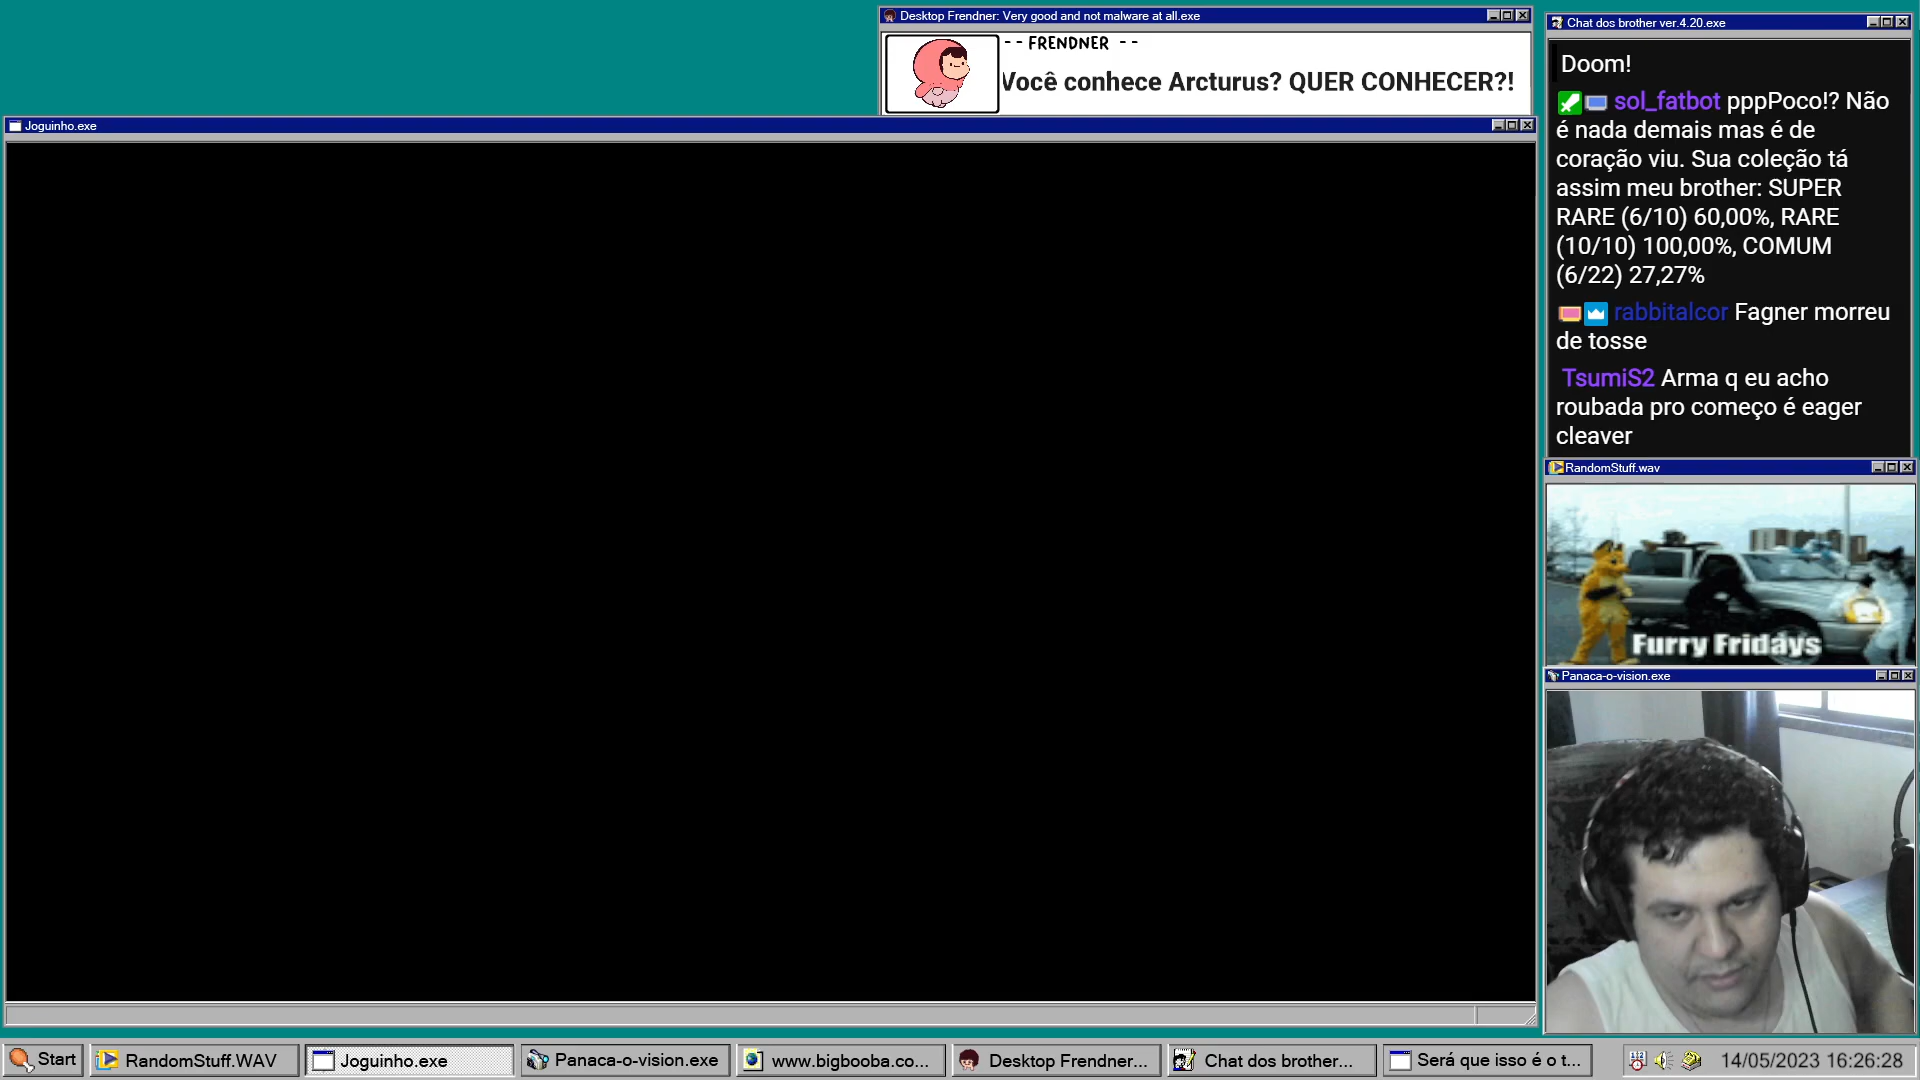 Desktop Frendner: Very good and not malware at all.exe
-- FRENDNER --
Você conhece Arcturus? QUER CONHECER?!
Joguinho.exe
Chat dos brother ver.4.20.exe
Doom!
sol_fatbot pppPoco!? Não
é nada demais mas é de
coração viu. Sua coleção tá
assim meu brother: SUPER
RARE (6/10) 60,00%, RARE
(10/10) 100,00%, COMUM
(6/22) 27,27%
rabbitalcor Fagner morreu
de tosse
TsumiS2 Arma q eu acho
roubada pro começo é eager
cleaver
RandomStuff.wav
Furry Fridays
Panaca-o-vision.exe
Start
RandomStuff.WAV
Joguinho.exe
Panaca-o-vision.exe
www.bigbooba.co...
Desktop Frendner...
Chat dos brother...
Será que isso é o t...
14/05/2023 16:26:28